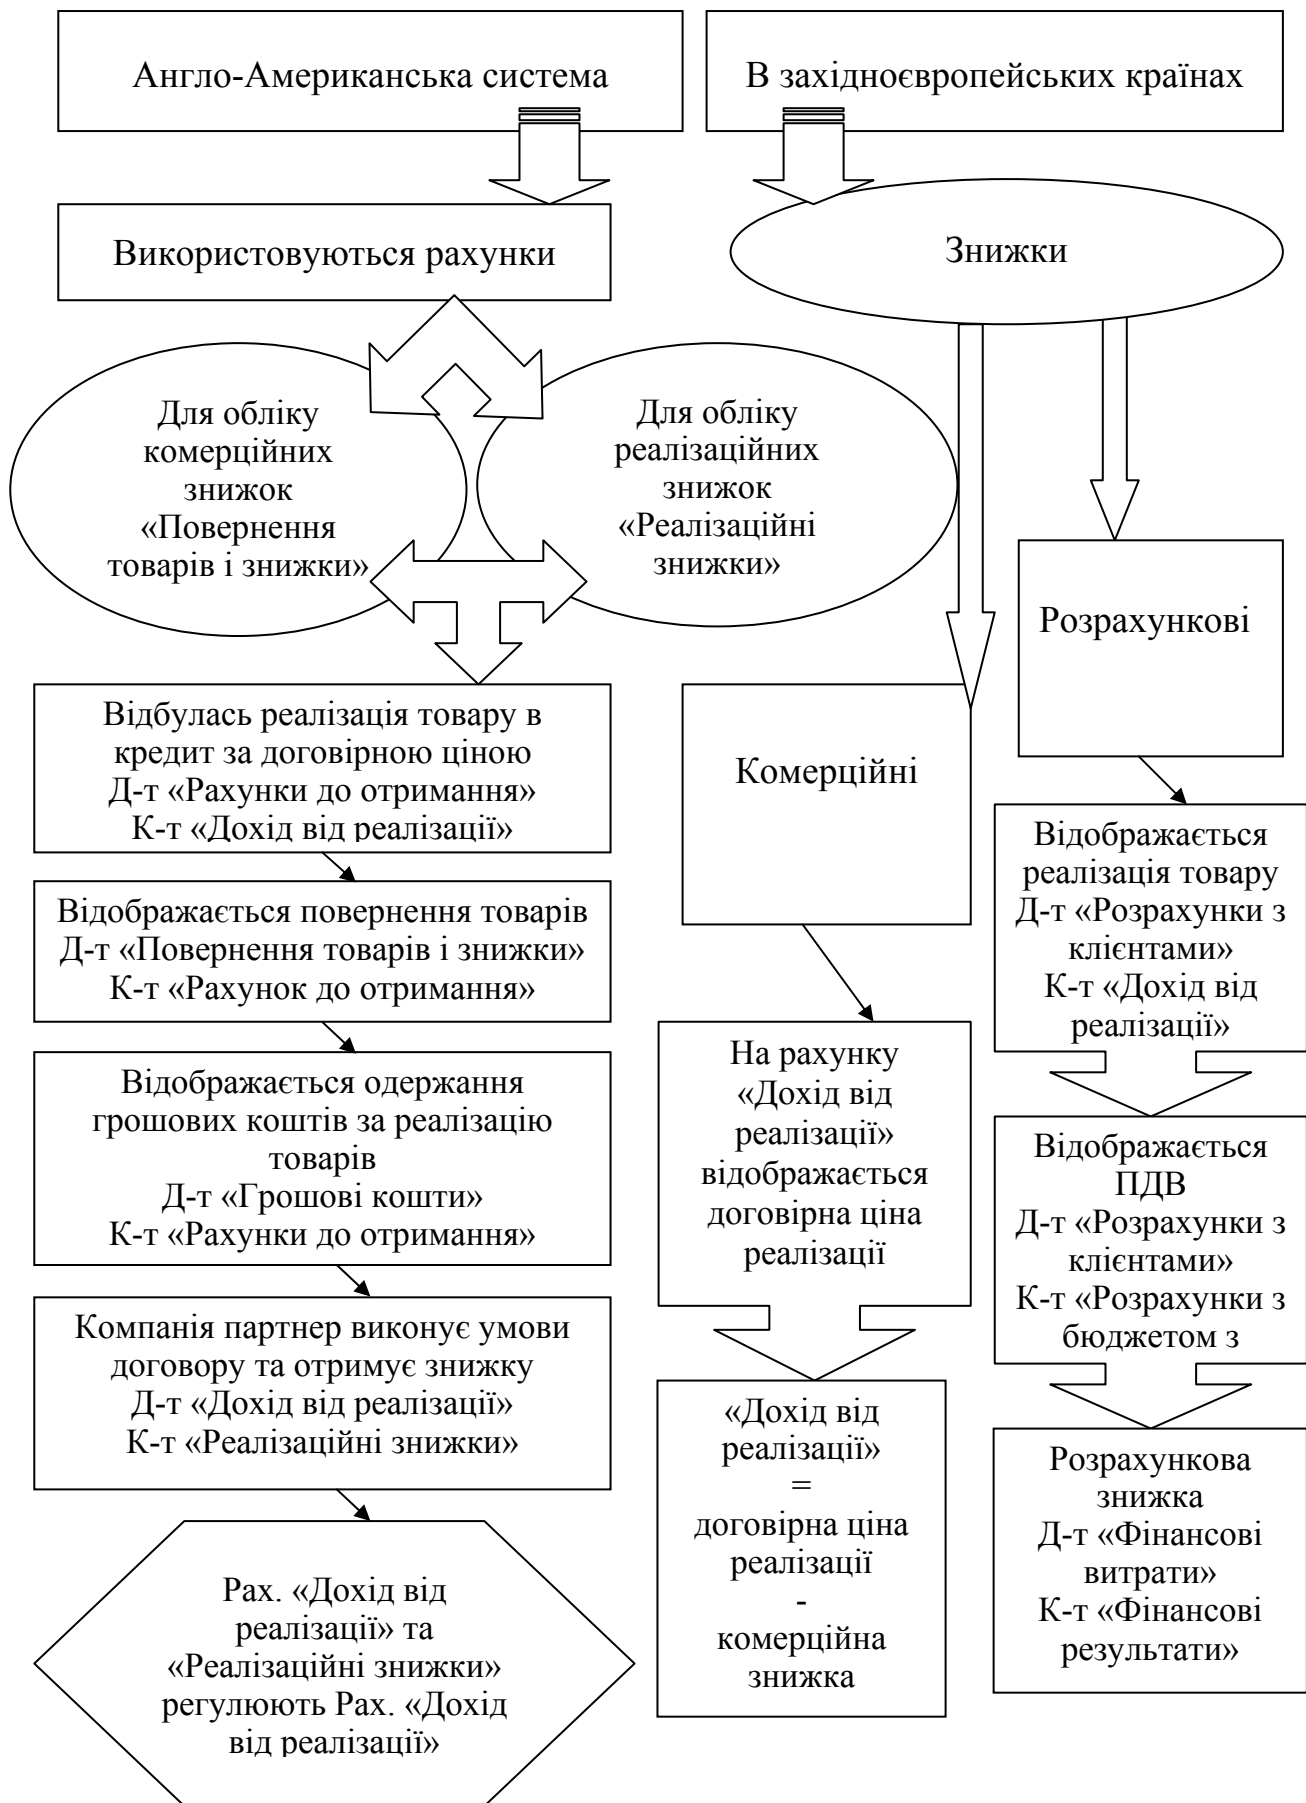 Англо-Американська система
В західноєвропейських країнах
Використовуються рахунки
Знижки
Для обліку
комерційних
знижок
«Повернення
товарів і знижки»
Для обліку
реалізаційних
знижок
«Реалізаційні
знижки»
Розрахункові
Комерційні
Відбулась реалізація товару в
кредит за договірною ціною
Д-т «Рахунки до отримання»
К-т «Дохід від реалізації»
Відображається повернення товарів
Д-т «Повернення товарів і знижки»
К-т «Рахунок до отримання»
Відображається одержання
грошових коштів за реалізацію
товарів
Д-т «Грошові кошти»
К-т «Рахунки до отримання»
Компанія партнер виконує умови
договору та отримує знижку
Д-т «Дохід від реалізації»
К-т «Реалізаційні знижки»
Рах. «Дохід від
реалізації» та
«Реалізаційні знижки»
регулюють Рах. «Дохід
від реалізації»
На рахунку
«Дохід від
реалізації»
відображається
договірна ціна
реалізації
«Дохід від
реалізації»
=
договірна ціна
реалізації
-
комерційна
знижка
Відображається
реалізація товару
Д-т «Розрахунки з
клієнтами»
К-т «Дохід від
реалізації»
Відображається
ПДВ
Д-т «Розрахунки з
клієнтами»
К-т «Розрахунки з
бюджетом з
Розрахункова
знижка
Д-т «Фінансові
витрати»
К-т «Фінансові
результати»